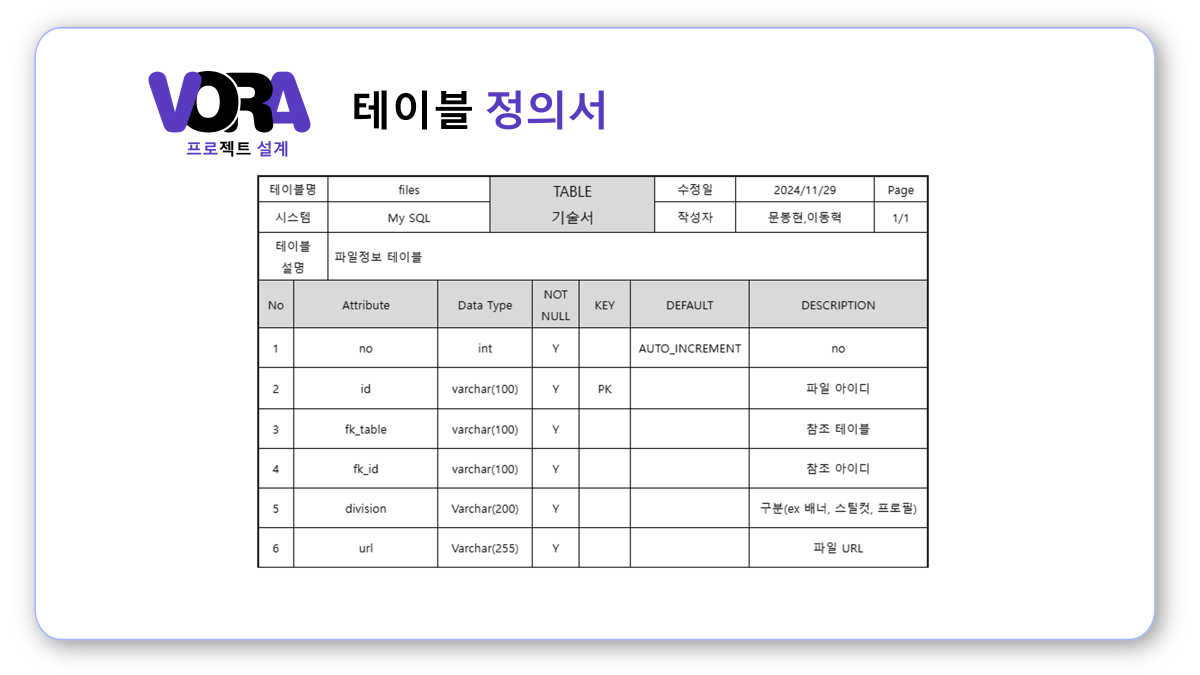 VORA
프로젝트 설계
테이블 정의서
테이블명 files TABLE 기술서 수정일 2024/11/29 Page
시스템 My SQL 작성자 문봉현,이동혁 1/1
테이블 설명 파일정보 테이블
No Attribute Data Type NOT NULL KEY DEFAULT DESCRIPTION
1 no int Y AUTO_INCREMENT no
2 id varchar(100) Y PK 파일 아이디
3 fk_table varchar(100) Y 참조 테이블
4 fk_id varchar(100) Y 참조 아이디
5 division Varchar(200) Y 구분(ex 배너, 스틸컷, 프로필)
6 url Varchar(255) Y 파일 URL